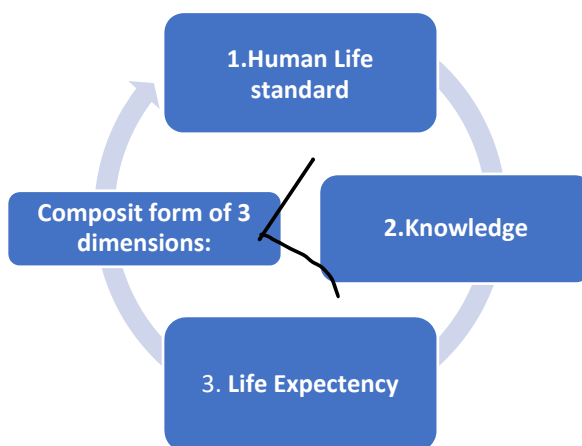 1.Human Life
standard
Composit form of 3
dimensions:
2.Knowledge
3. Life Expectency